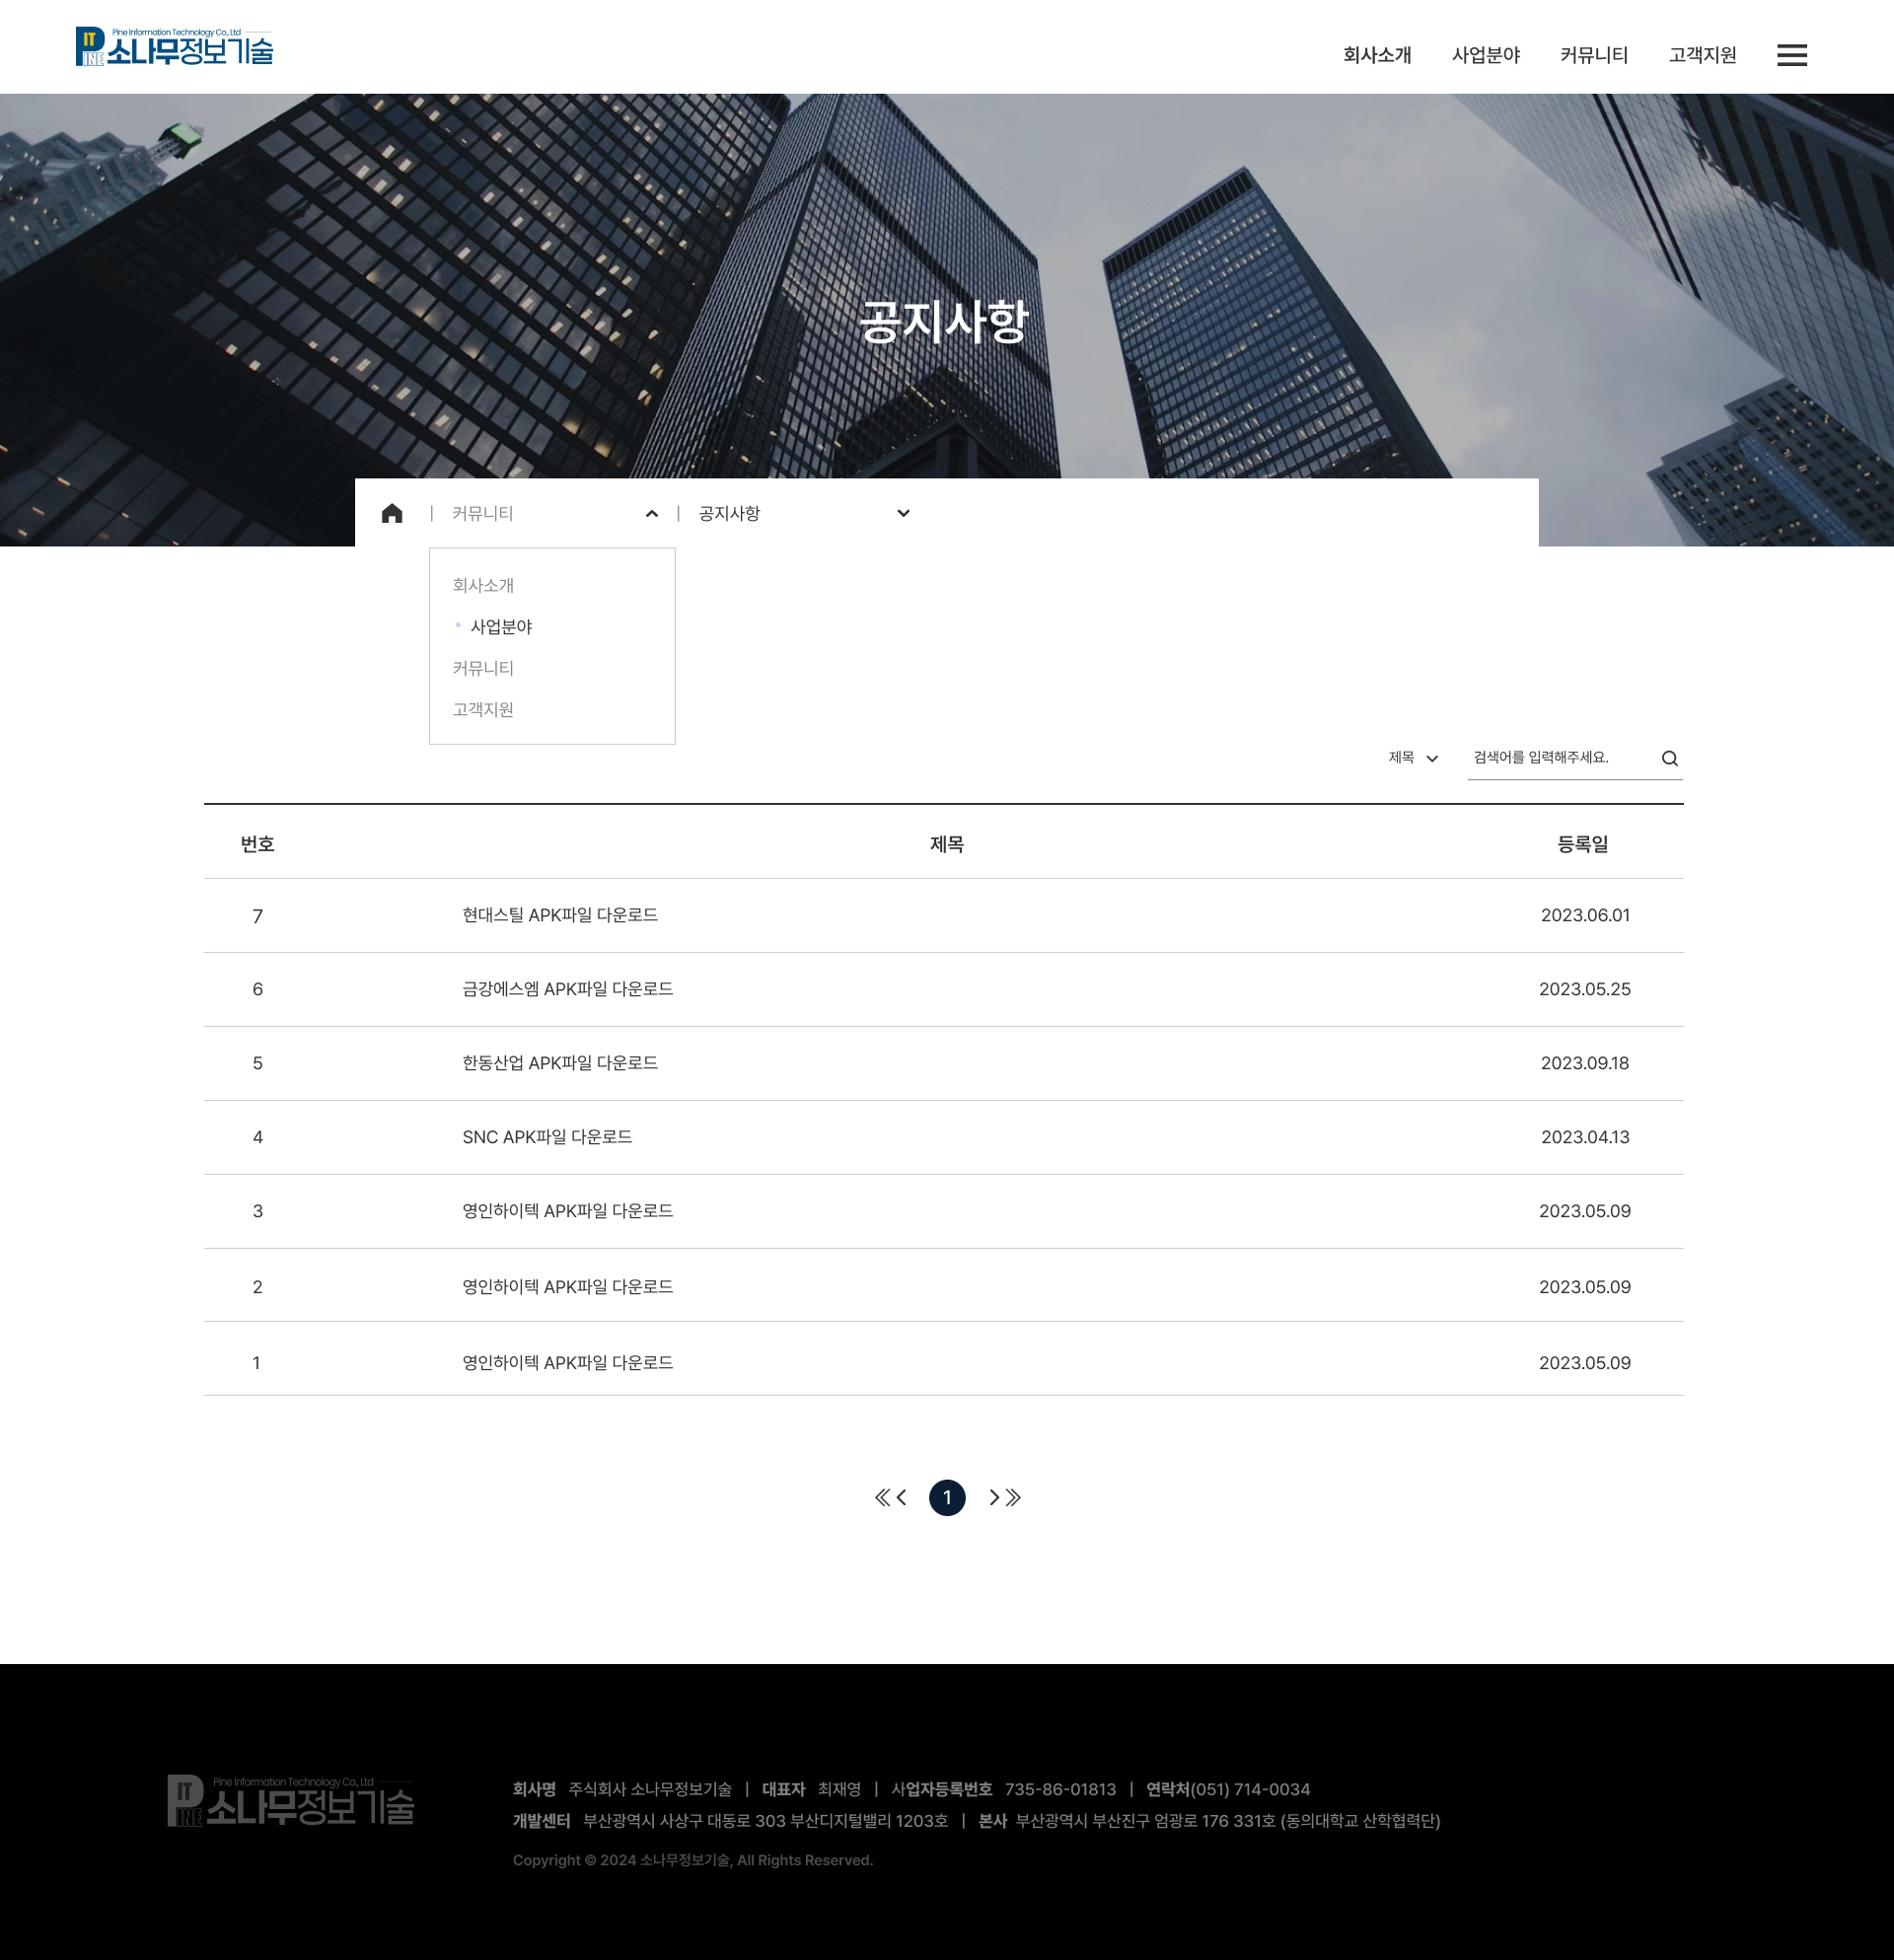 IT
PINE
Pine Information Technology Co., Ltd
소나무정보기술
회사소개 사업분야 커뮤니티 고객지원
공지사항
| 커뮤니티 | 공지사항
회사소개
• 사업분야
커뮤니티
고객지원
제목 검색어를 입력해주세요.
번호 제목 등록일
7 현대스틸 APK파일 다운로드 2023.06.01
6 금강에스엠 APK파일 다운로드 2023.05.25
5 한동산업 APK파일 다운로드 2023.09.18
4 SNC APK파일 다운로드 2023.04.13
3 영인하이텍 APK파일 다운로드 2023.05.09
2 영인하이텍 APK파일 다운로드 2023.05.09
1 영인하이텍 APK파일 다운로드 2023.05.09
1
IT
PINE
Pine Information Technology Co., Ltd
소나무정보기술
회사명 주식회사 소나무정보기술 | 대표자 최재영 | 사업자등록번호 735-86-01813 | 연락처(051) 714-0034
개발센터 부산광역시 사상구 대동로 303 부산디지털밸리 1203호 | 본사 부산광역시 부산진구 엄광로 176 331호 (동의대학교 산학협력단)
Copyright © 2024 소나무정보기술, All Rights Reserved.